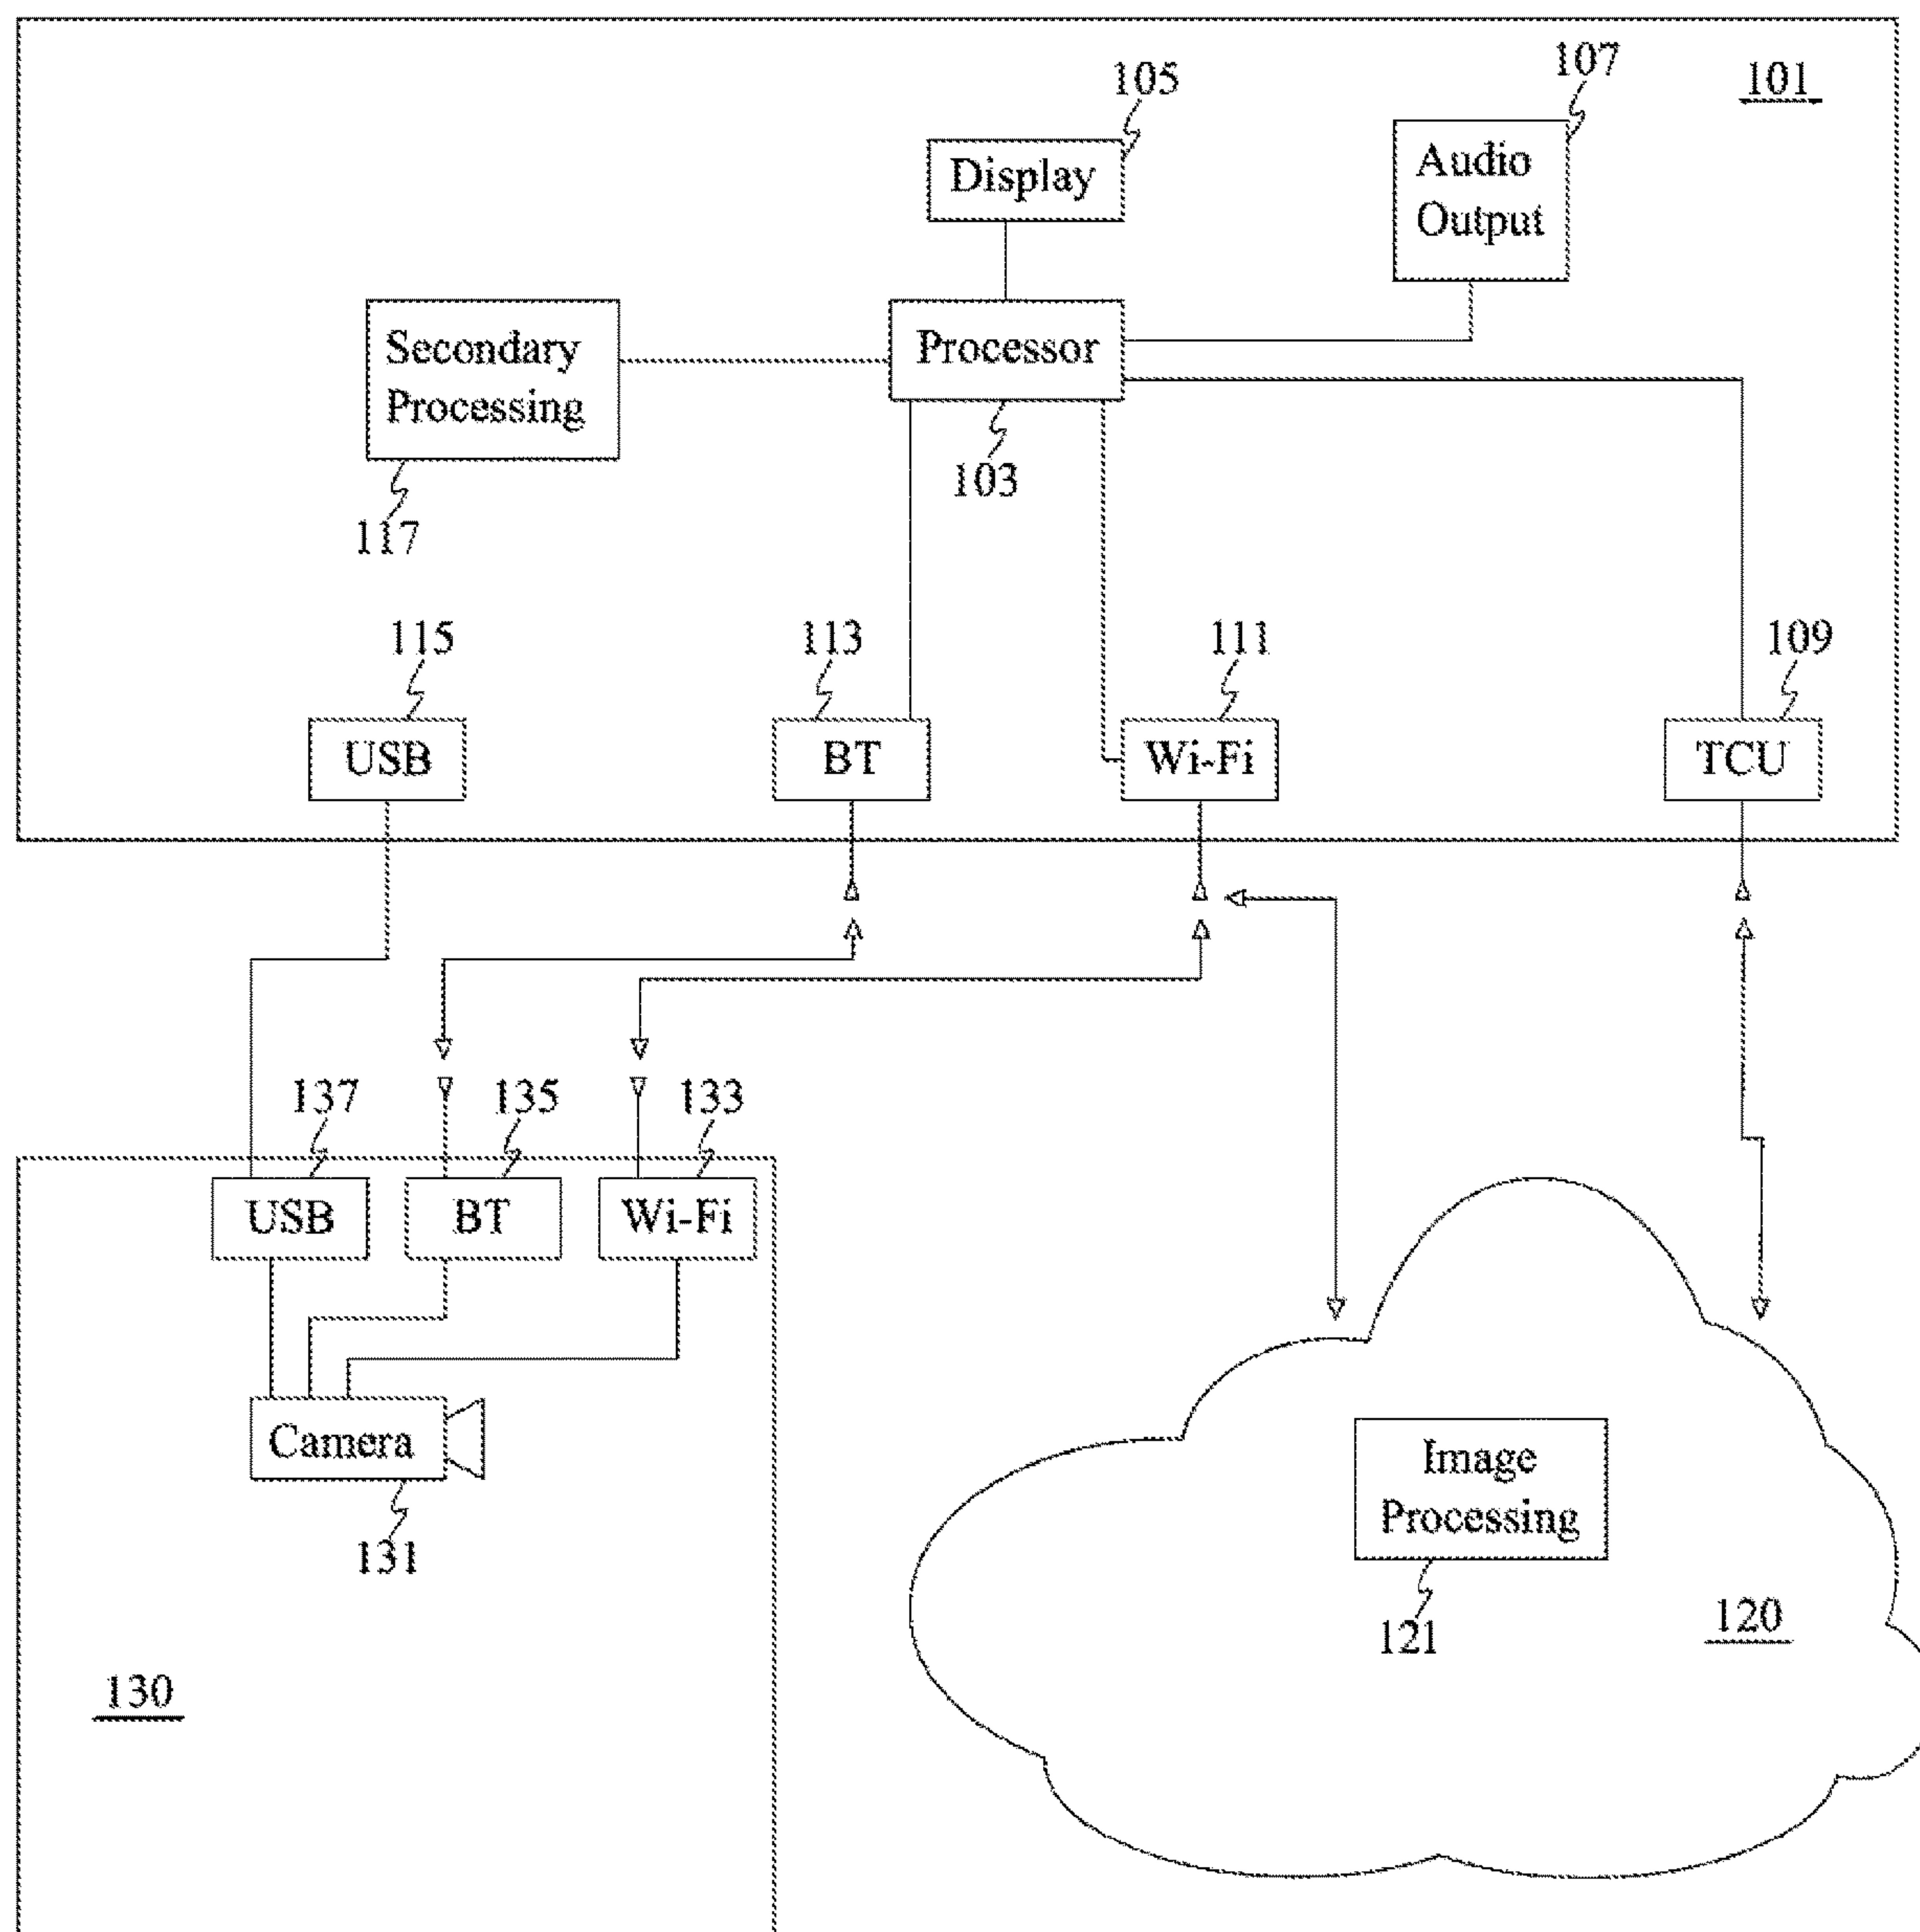 107
101
105
Display
Audio
Output
Secondary
Processing
Processor
103
117
115
113
111
109
USB
BT
Wi-Fi
TCU
137
135
133
USB
BT
Wi-Fi
Camera
131
Image
Processing
121
120
130